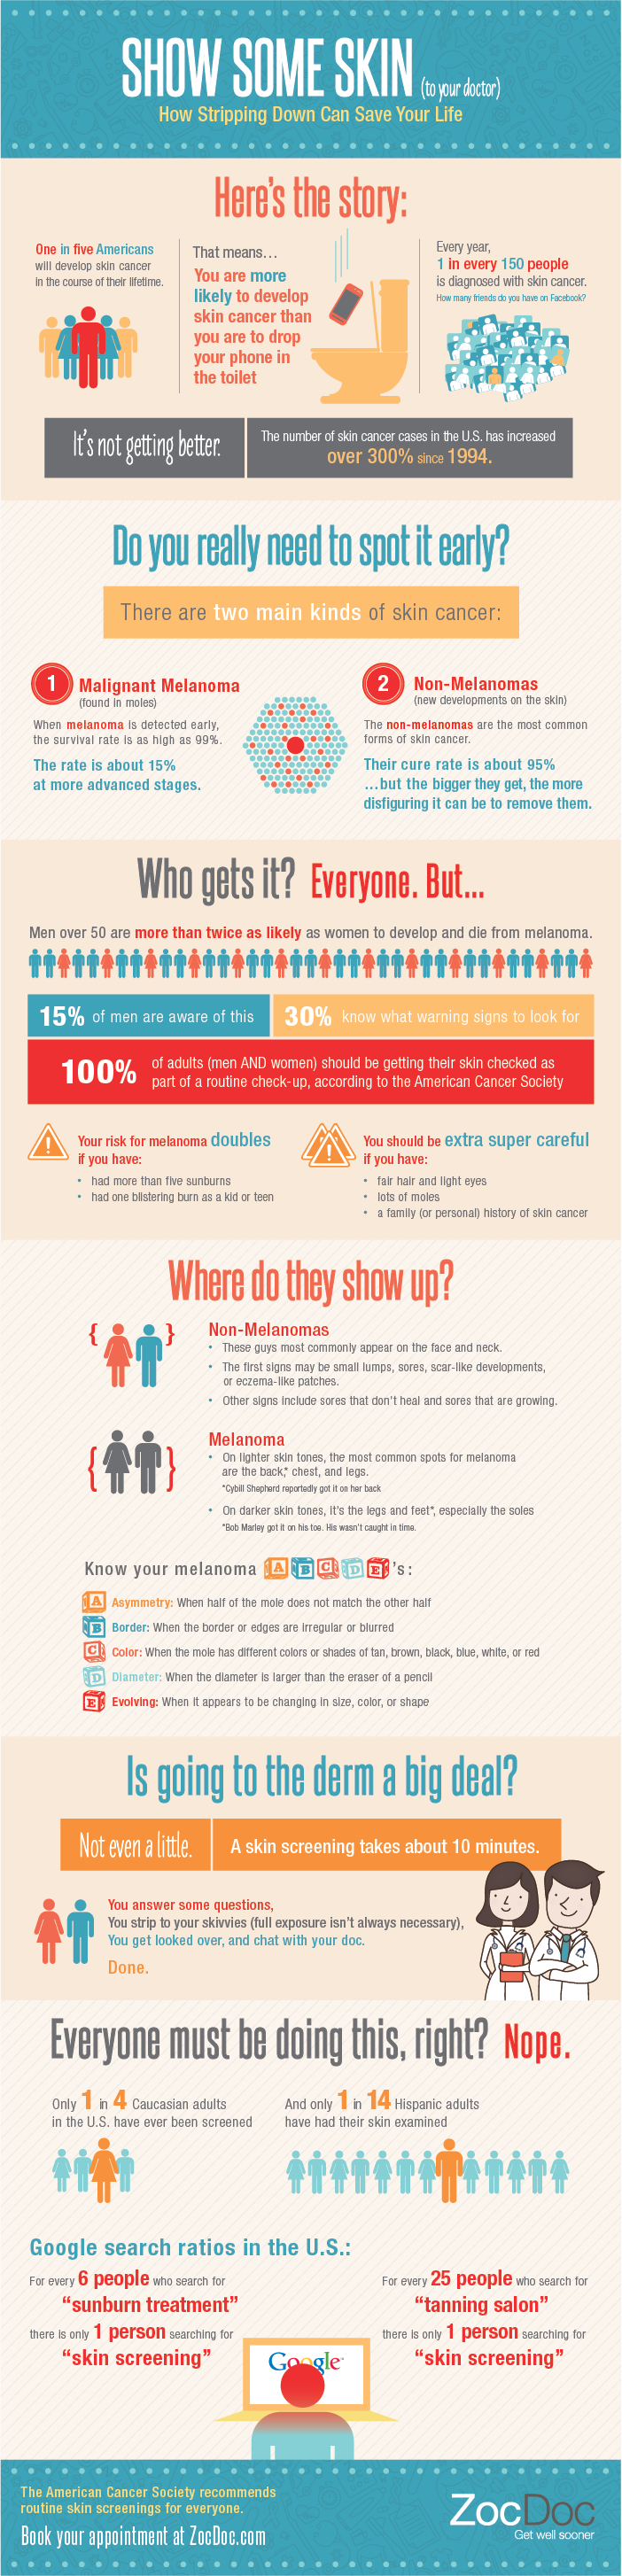 SHOW SOME SKIN (to your doctor)
How Stripping Down Can Save Your Life
Here's the story:
One in five Americans
will develop skin cancer
in the course of their lifetime.
That means...
You are more
likely to develop
skin cancer than
you are to drop
your phone in
the toilet
Every year,
1 in every 150 people
is diagnosed with skin cancer.
How many friends do you have on Facebook?
It's not getting better.
The number of skin cancer cases in the U.S. has increased
over 300% since 1994.
Do you really need to spot it early?
There are two main kinds of skin cancer:
1
Malignant Melanoma
(found in moles)
When melanoma is detected early,
the survival rate is as high as 99%.
The rate is about 15%
at more advanced stages.
2
Non-Melanomas
(new developments on the skin)
The non-melanomas are the most common
forms of skin cancer.
Their cure rate is about 95%
...but the bigger they get, the more
disfiguring it can be to remove them.
Who gets it? Everyone. But...
Men over 50 are more than twice as likely as women to develop and die from melanoma.
15% of men are aware of this
30% know what warning signs to look for
100%
of adults (men AND women) should be getting their skin checked as
part of a routine check-up, according to the American Cancer Society
Your risk for melanoma doubles
if you have:
• had more than five sunburns
• had one blistering burn as a kid or teen
You should be extra super careful
if you have:
• fair hair and light eyes
• lots of moles
• a family (or personal) history of skin cancer
Where do they show up?
Non-Melanomas
• These guys most commonly appear on the face and neck.
• The first signs may be small lumps, sores, scar-like developments,
or eczema-like patches.
• Other signs include sores that don't heal and sores that are growing.
Melanoma
• On lighter skin tones, the most common spots for melanoma
are the back,* chest, and legs.
*Cybill Shepherd reportedly got it on her back
• On darker skin tones, it's the legs and feet*, especially the soles
*Bob Marley got it on his toe. His wasn't caught in time.
Know your melanoma A B C D E 's:
A Asymmetry: When half of the mole does not match the other half
B Border: When the border or edges are irregular or blurred
C Color: When the mole has different colors or shades of tan, brown, black, blue, white, or red
D Diameter: When the diameter is larger than the eraser of a pencil
E Evolving: When it appears to be changing in size, color, or shape
Is going to the derm a big deal?
Not even a little.
A skin screening takes about 10 minutes.
You answer some questions,
You strip to your skivvies (full exposure isn't always necessary),
You get looked over, and chat with your doc.
Done.
Everyone must be doing this, right? Nope.
Only 1 in 4 Caucasian adults
in the U.S. have ever been screened
And only 1 in 14 Hispanic adults
have had their skin examined
Google search ratios in the U.S.:
For every 6 people who search for
"sunburn treatment"
there is only 1 person searching for
"skin screening"
For every 25 people who search for
"tanning salon"
there is only 1 person searching for
"skin screening"
Google
The American Cancer Society recommends
routine skin screenings for everyone.
Book your appointment at ZocDoc.com
ZocDoc
Get well sooner